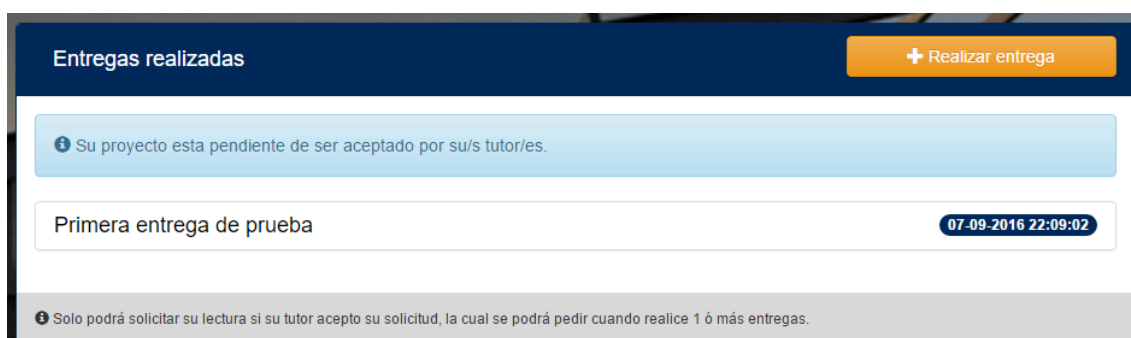 Entregas realizadas
Realizar entrega
Su proyecto esta pendiente de ser aceptado por su/s tutor/es.
Primera entrega de prueba
07-09-2016 22:09:02
Solo podrá solicitar su lectura si su tutor acepto su solicitud, la cual se podrá pedir cuando realice 1 ó más entregas.